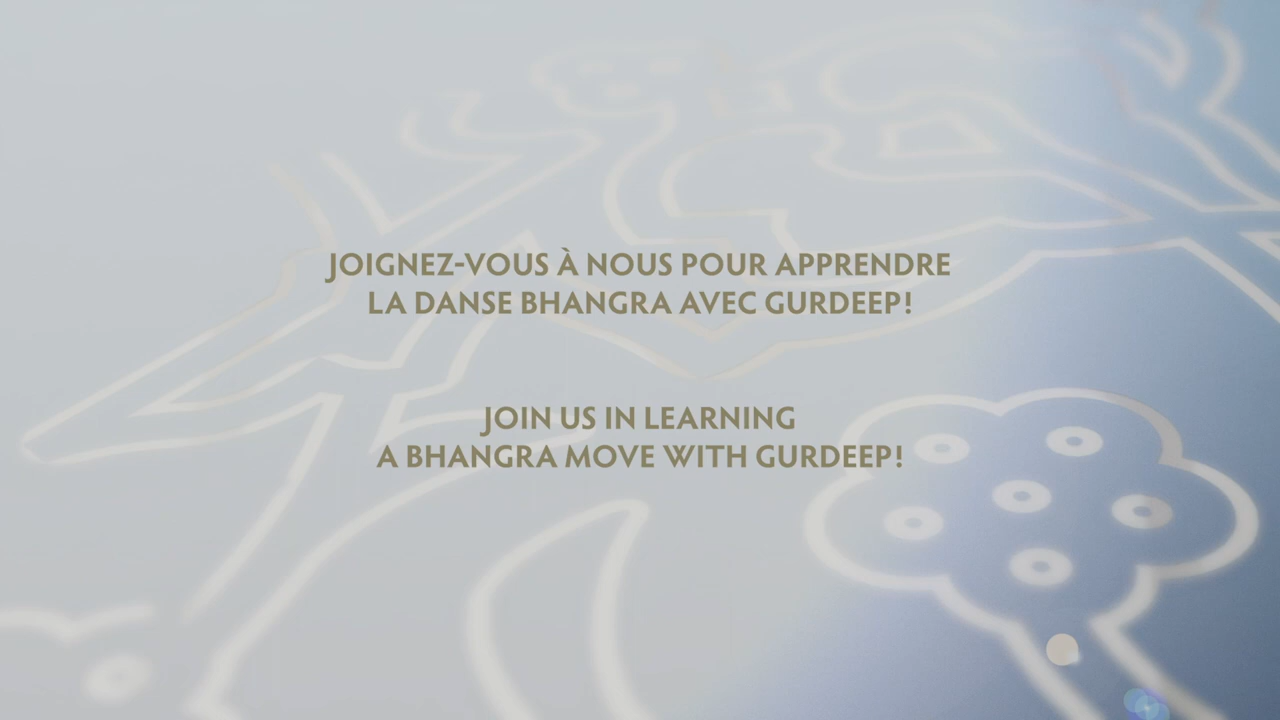 JOIGNEZ-VOUS À NOUS POUR APPRENDRE
LA DANSE BHANGRA AVEC GURDEEP!
JOIN US IN LEARNING
A BHANGRA MOVE WITH GURDEEP!